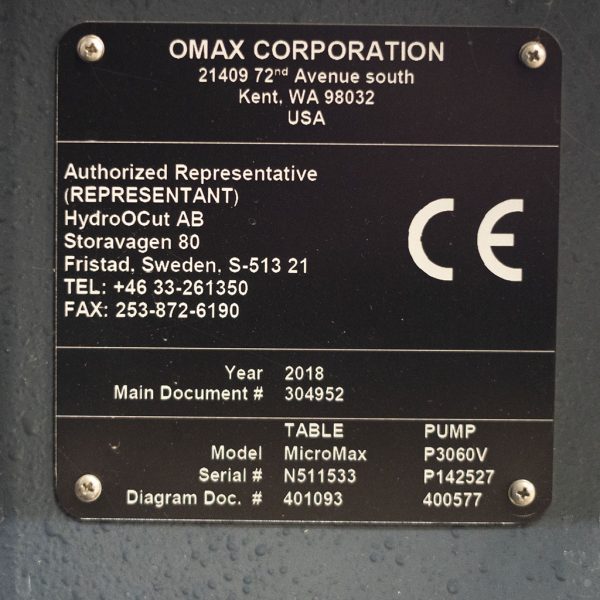 OMAX CORPORATION
21409 72nd Avenue south
Kent, WA 98032
USA
Authorized Representative
(REPRESENTANT)
HydroOCut AB
Storavagen 80
Fristad, Sweden, S-513 21
TEL: +46 33-261350
FAX: 253-872-6190
CE
Year 2018
Main Document # 304952
TABLE PUMP
Model MicroMax P3060V
Serial # N511533 P142527
Diagram Doc. # 401093 400577